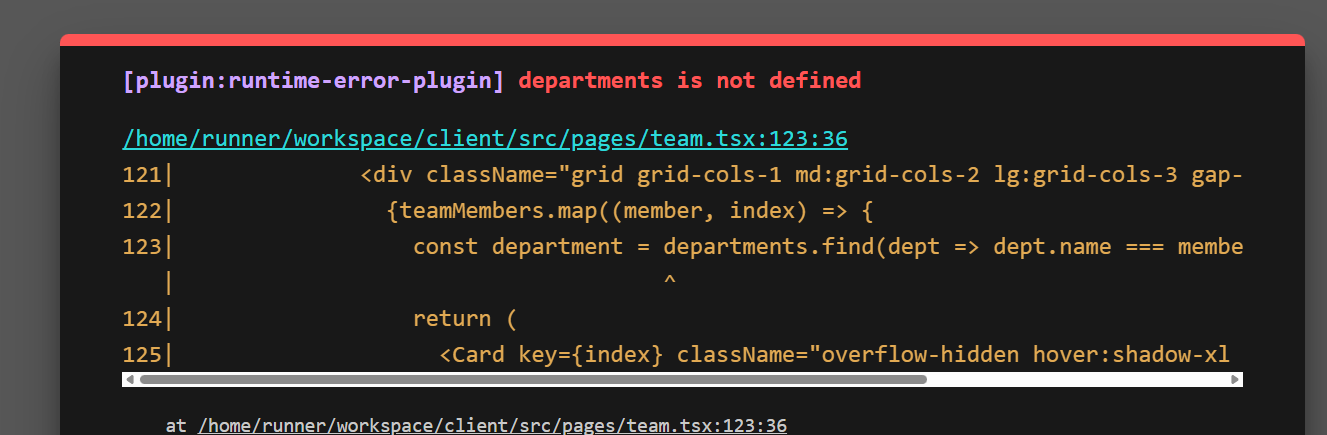 [plugin:runtime-error-plugin] departments is not defined
/home/runner/workspace/client/src/pages/team.tsx:123:36
121|              <div className="grid grid-cols-1 md:grid-cols-2 lg:grid-cols-3 gap-
122|                {teamMembers.map((member, index) => {
123|                  const department = departments.find(dept => dept.name === membe
   |                                     ^
124|                  return (
125|                    <Card key={index} className="overflow-hidden hover:shadow-xl
at /home/runner/workspace/client/src/pages/team.tsx:123:36